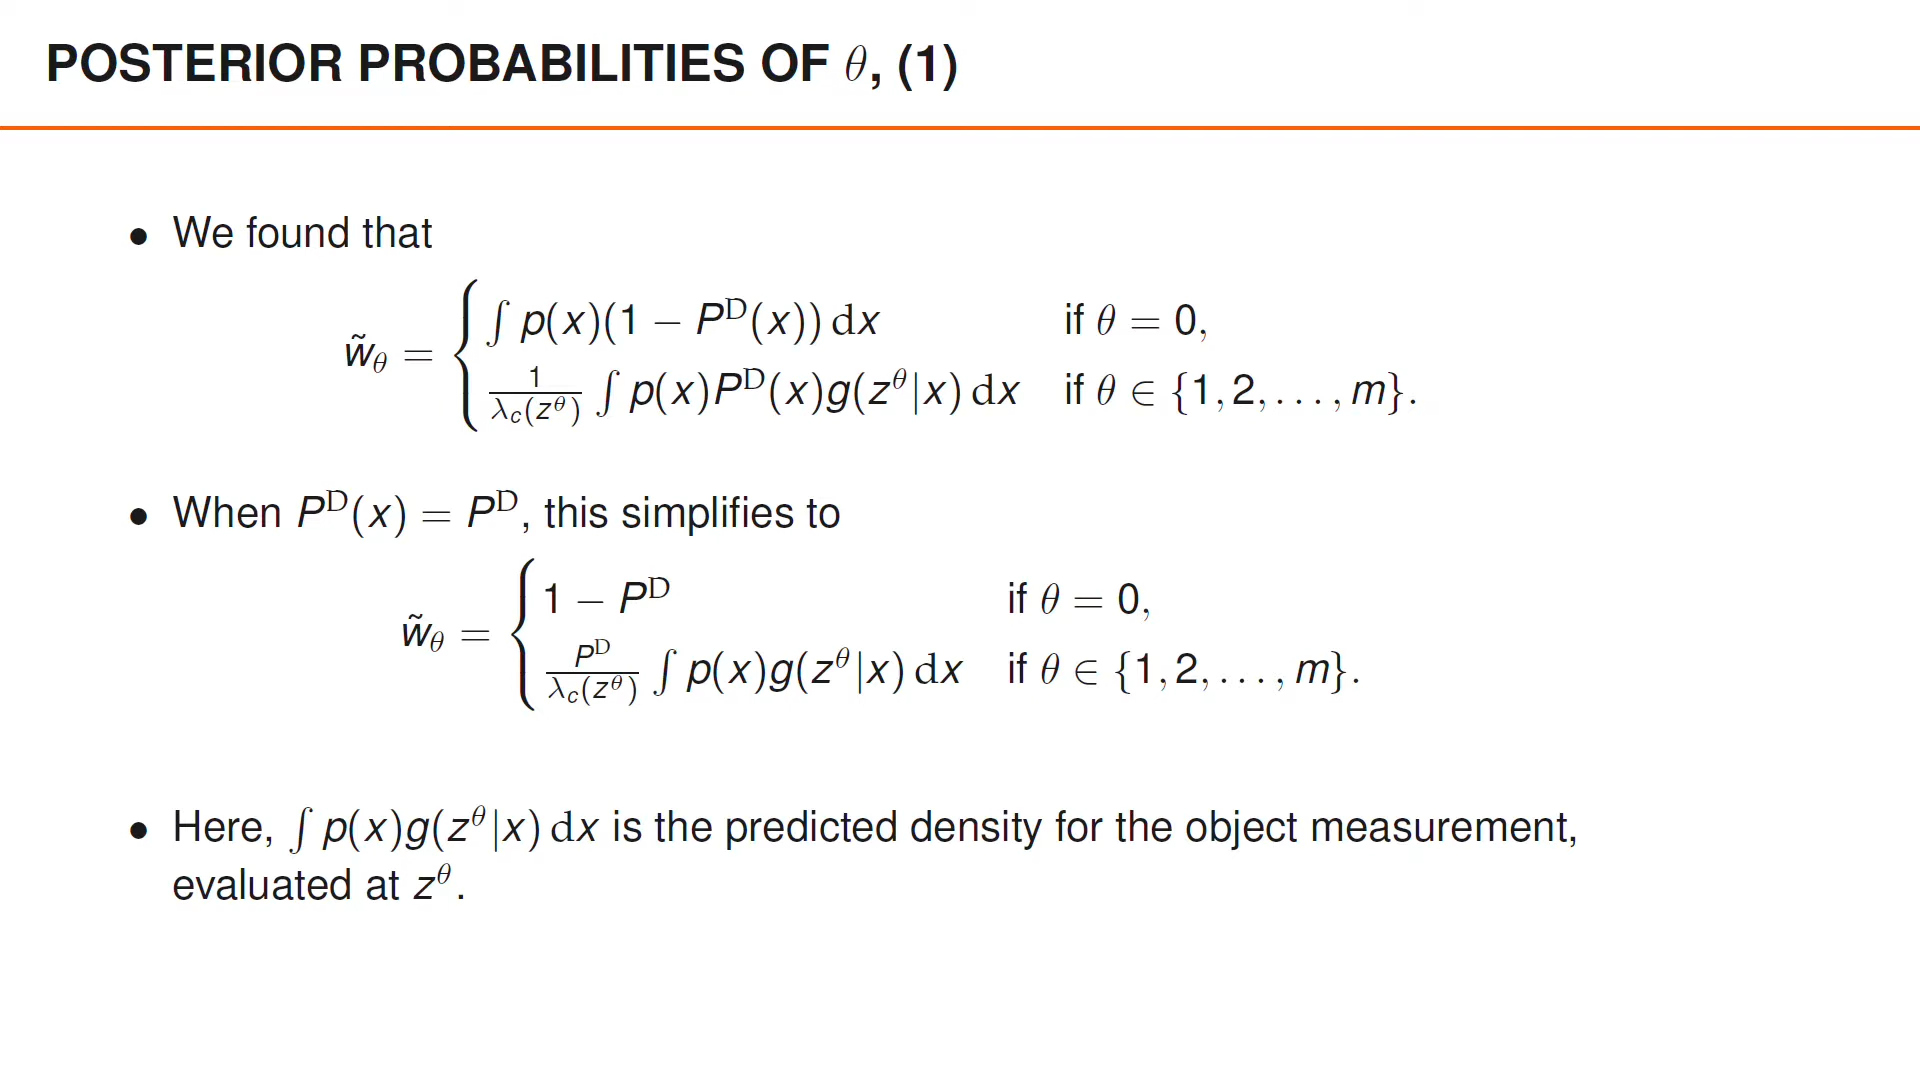 POSTERIOR PROBABILITIES OF θ, (1)
• We found that
w̃_θ = { ∫ p(x)(1 − P^D(x)) dx if θ = 0,
1/λ_c(z^θ) ∫ p(x)P^D(x)g(z^θ|x) dx if θ ∈ {1, 2, . . . , m}.
• When P^D(x) = P^D, this simplifies to
w̃_θ = { 1 − P^D if θ = 0,
P^D/λ_c(z^θ) ∫ p(x)g(z^θ|x) dx if θ ∈ {1, 2, . . . , m}.
• Here, ∫ p(x)g(z^θ|x) dx is the predicted density for the object measurement,
evaluated at z^θ.